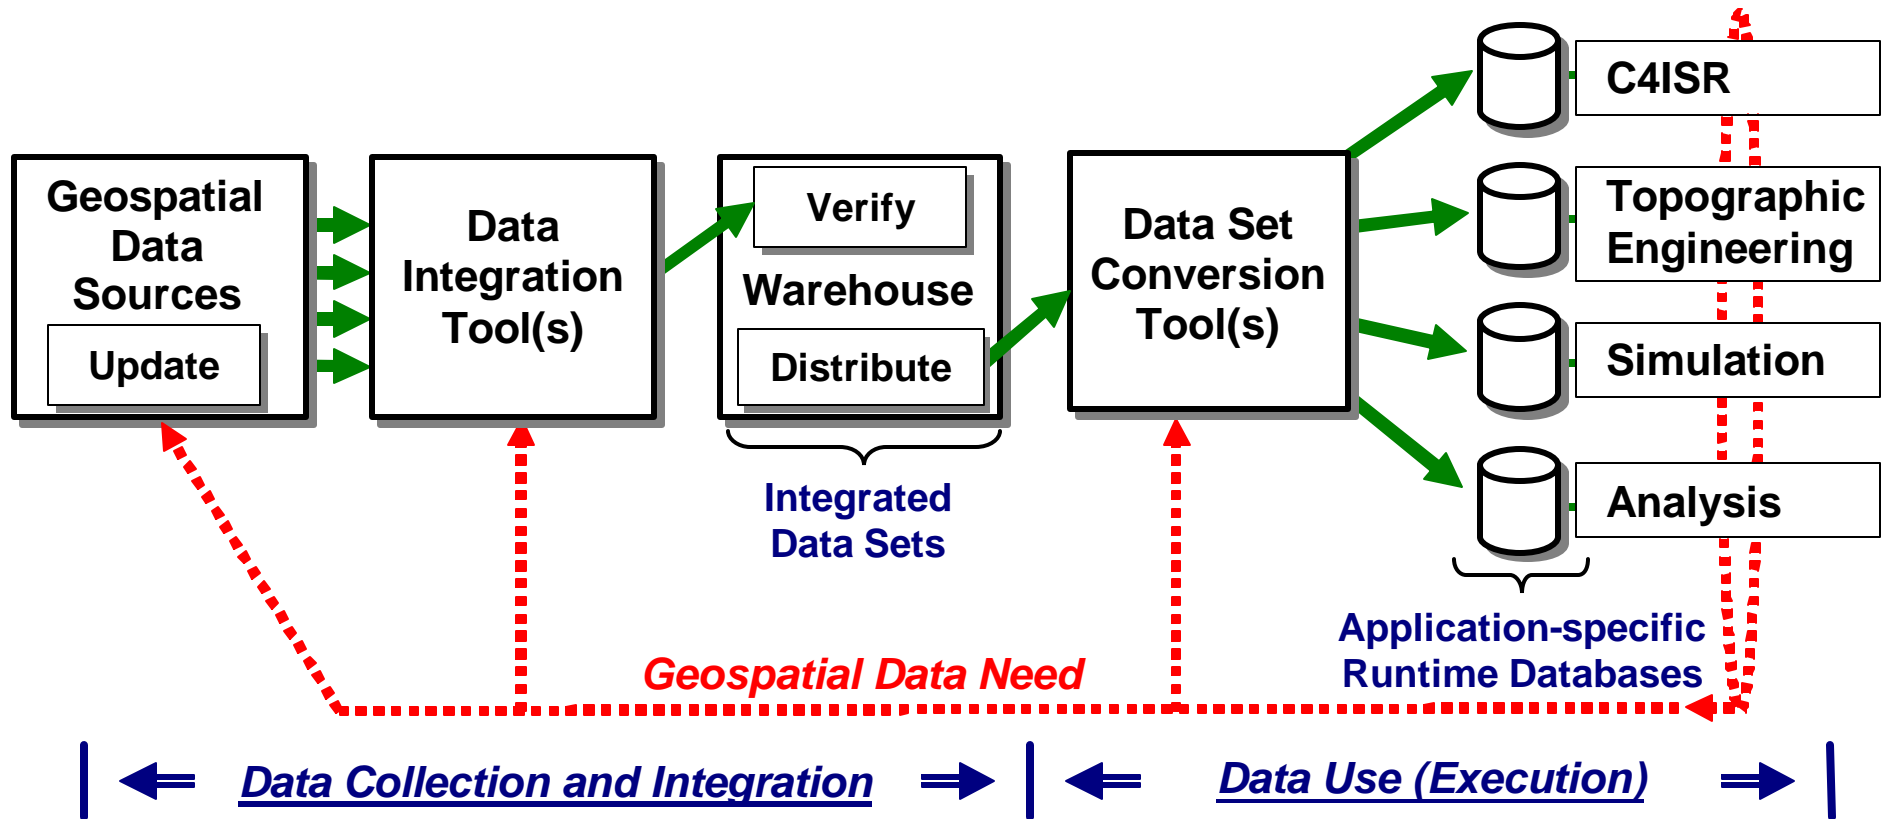 Geospatial
Data
Sources
Update
Data
Integration
Tool(s)
Verify
Warehouse
Distribute
Integrated
Data Sets
Data Set
Conversion
Tool(s)
C4ISR
Topographic
Engineering
Simulation
Analysis
Application-specific
Runtime Databases
Geospatial Data Need
Data Collection and Integration
Data Use (Execution)